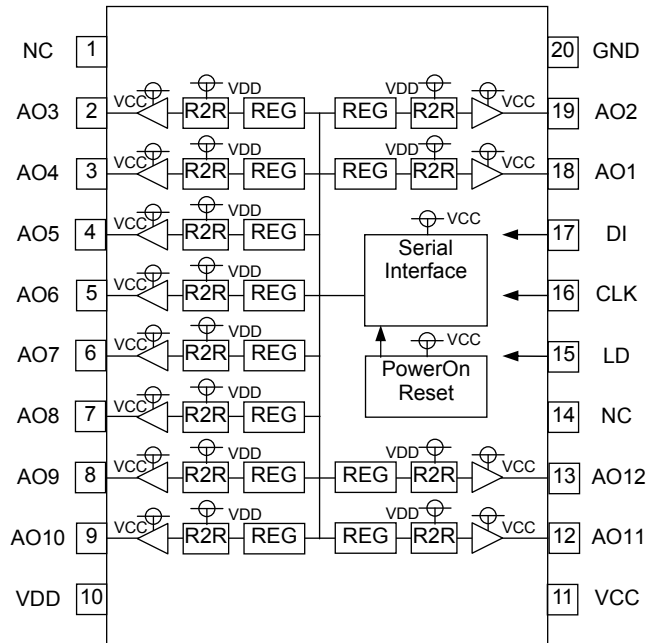 NC 1 20 GND
AO3 2 VCC R2R VDD REG REG VDD R2R VCC 19 AO2
AO4 3 VCC R2R VDD REG REG VDD R2R VCC 18 AO1
AO5 4 VCC R2R VDD REG VCC 17 DI
Serial
Interface
AO6 5 VCC R2R VDD REG 16 CLK
AO7 6 VCC R2R VDD REG VCC 15 LD
PowerOn
Reset
AO8 7 VCC R2R VDD REG 14 NC
AO9 8 VCC R2R VDD REG REG VDD R2R VCC 13 AO12
AO10 9 VCC R2R VDD REG REG VDD R2R VCC 12 AO11
VDD 10 11 VCC